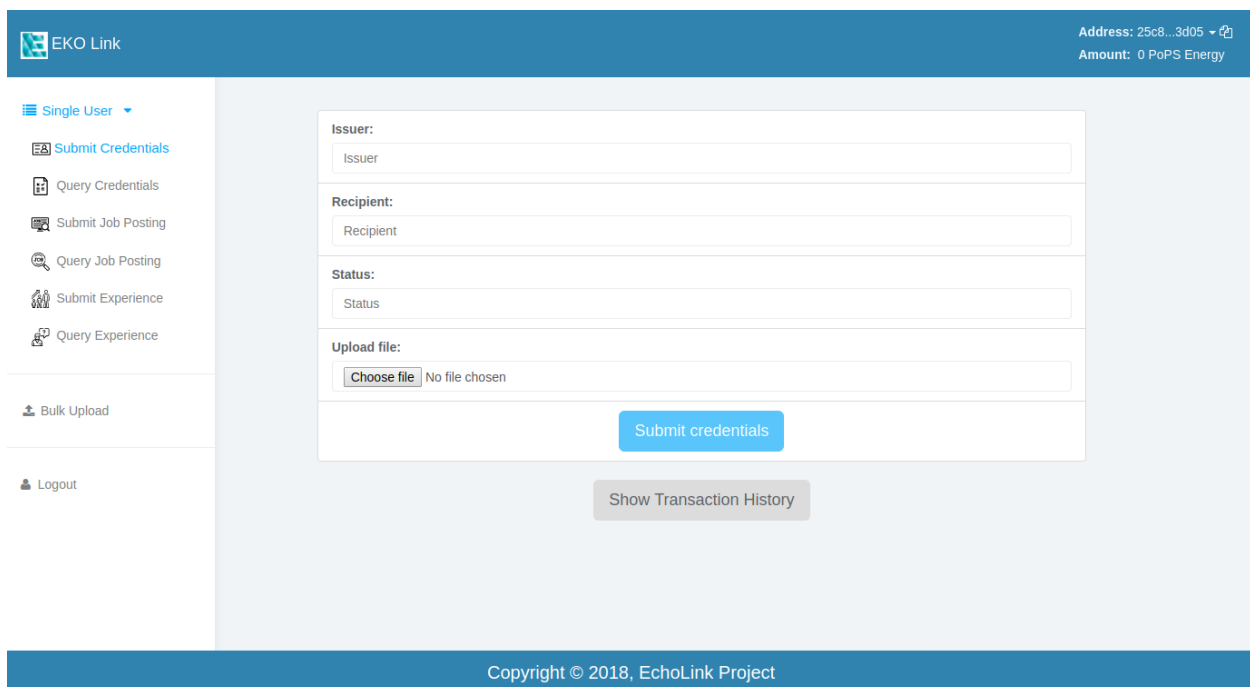 EKO Link
Address: 25c8...3d05
Amount: 0 PoPS Energy
Single User
Submit Credentials
Query Credentials
Submit Job Posting
Query Job Posting
Submit Experience
Query Experience
Bulk Upload
Logout
Issuer:
Issuer
Recipient:
Recipient
Status:
Status
Upload file:
Choose file No file chosen
Submit credentials
Show Transaction History
Copyright © 2018, EchoLink Project